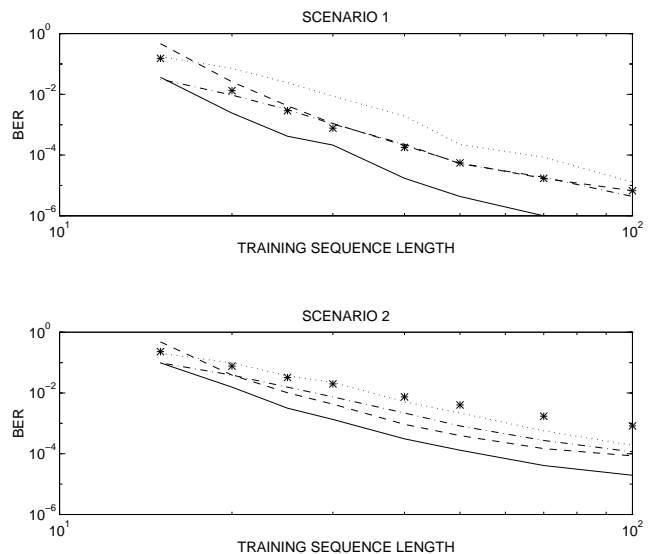 SCENARIO 1
10^0
10^-2
10^-4
10^-6
BER
10^1
10^2
TRAINING SEQUENCE LENGTH
SCENARIO 2
10^0
10^-2
10^-4
10^-6
BER
10^1
10^2
TRAINING SEQUENCE LENGTH